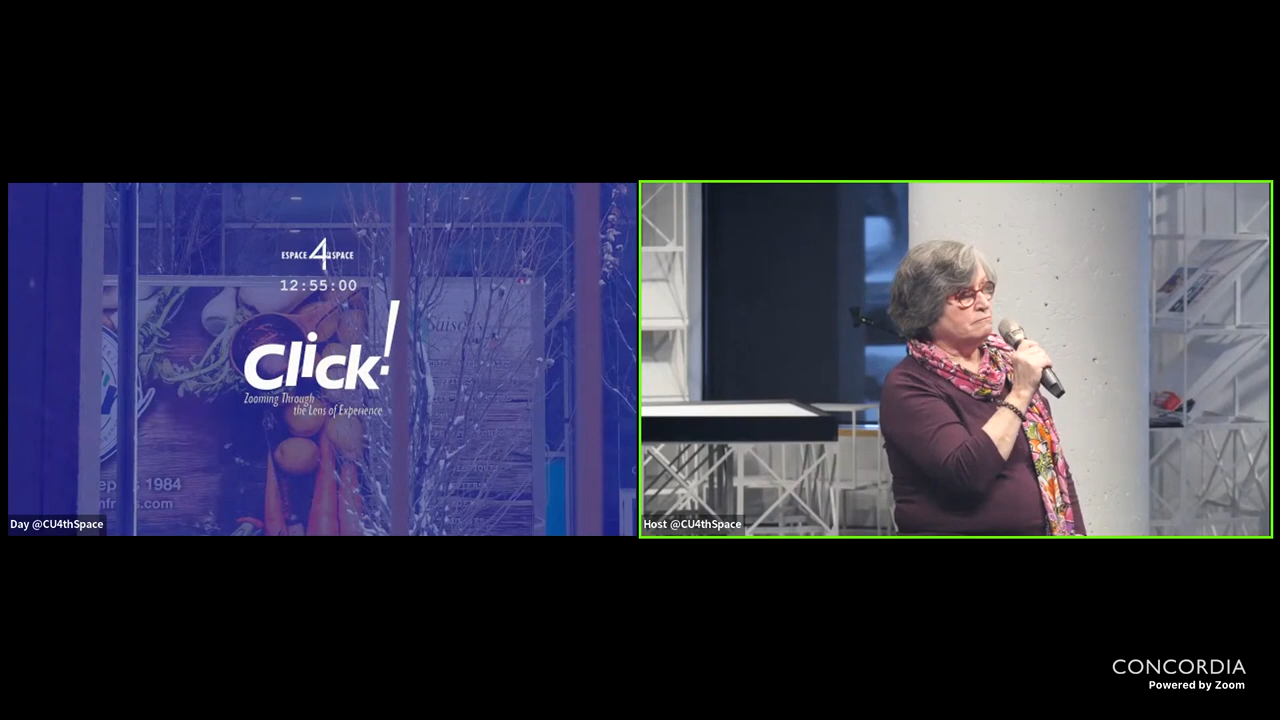 ESPACE 4TH SPACE
12:55:00
Click!
Zooming Through
the Lens of Experience
1984
.com
Day @CU4thSpace
Host @CU4thSpace
CONCORDIA
Powered by Zoom